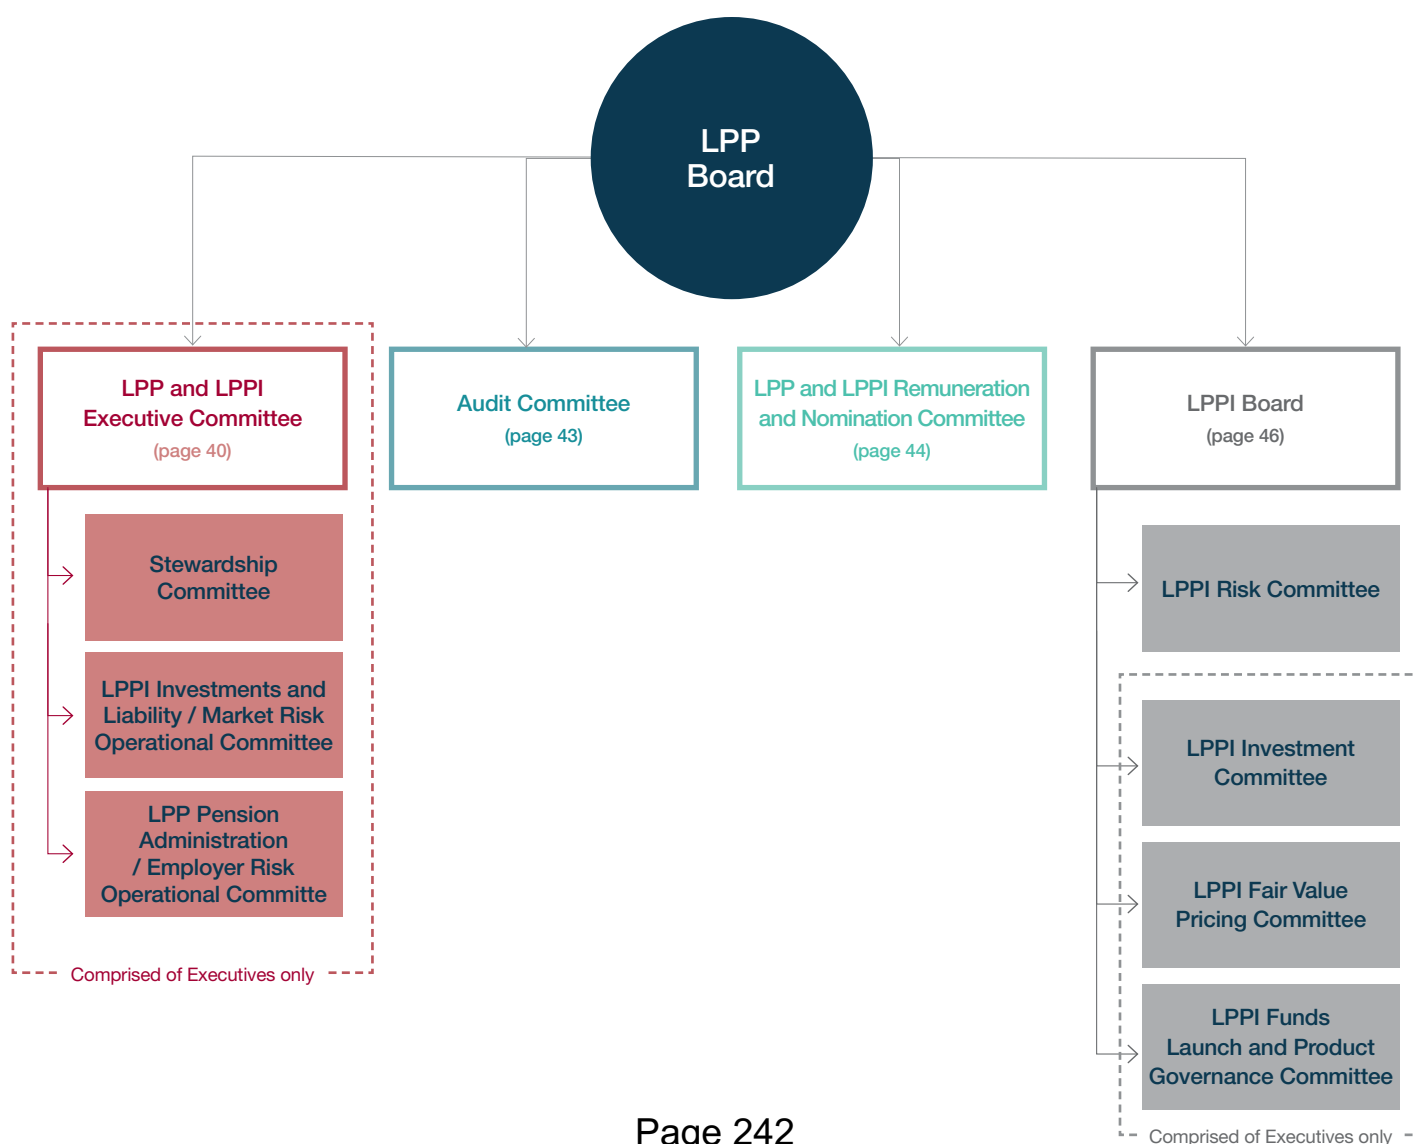 LPP
Board
LPP and LPPI
Executive Committee
(page 40)
Audit Committee
(page 43)
LPP and LPPI Remuneration
and Nomination Committee
(page 44)
LPPI Board
(page 46)
Stewardship
Committee
LPPI Investments and
Liability / Market Risk
Operational Committee
LPP Pension
Administration
/ Employer Risk
Operational Committe
Comprised of Executives only
LPPI Risk Committee
LPPI Investment
Committee
LPPI Fair Value
Pricing Committee
LPPI Funds
Launch and Product
Governance Committee
Comprised of Executives only
Page 242